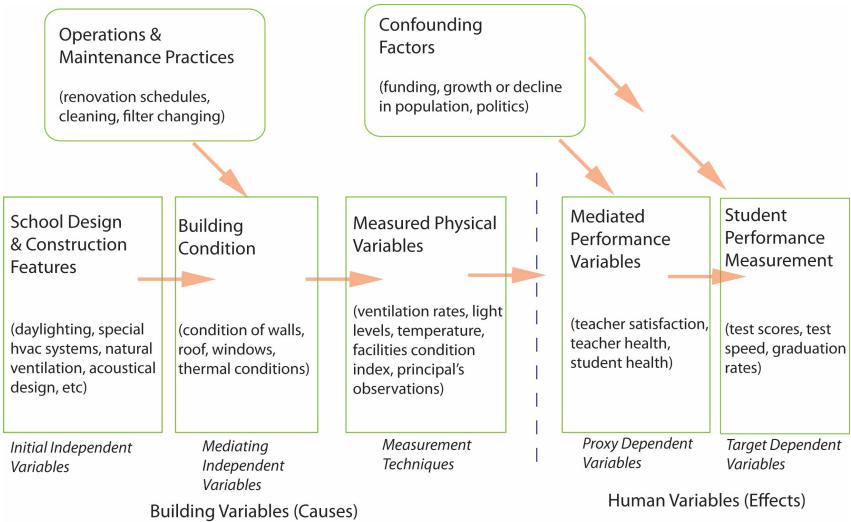 Operations &
Maintenance Practices
(renovation schedules,
cleaning, filter changing)
Confounding
Factors
(funding, growth or decline
in population, politics)
School Design
& Construction
Features
(daylighting, special
hvac systems, natural
ventilation, acoustical
design, etc)
Initial Independent
Variables
Building
Condition
(condition of walls,
roof, windows,
thermal conditions)
Mediating
Independent
Variables
Measured Physical
Variables
(ventilation rates, light
levels, temperature,
facilities condition
index, principal's
observations)
Measurement
Techniques
Mediated
Performance
Variables
(teacher satisfaction,
teacher health,
student health)
Proxy Dependent
Variables
Student
Performance
Measurement
(test scores, test
speed, graduation
rates)
Target Dependent
Variables
Building Variables (Causes)
Human Variables (Effects)